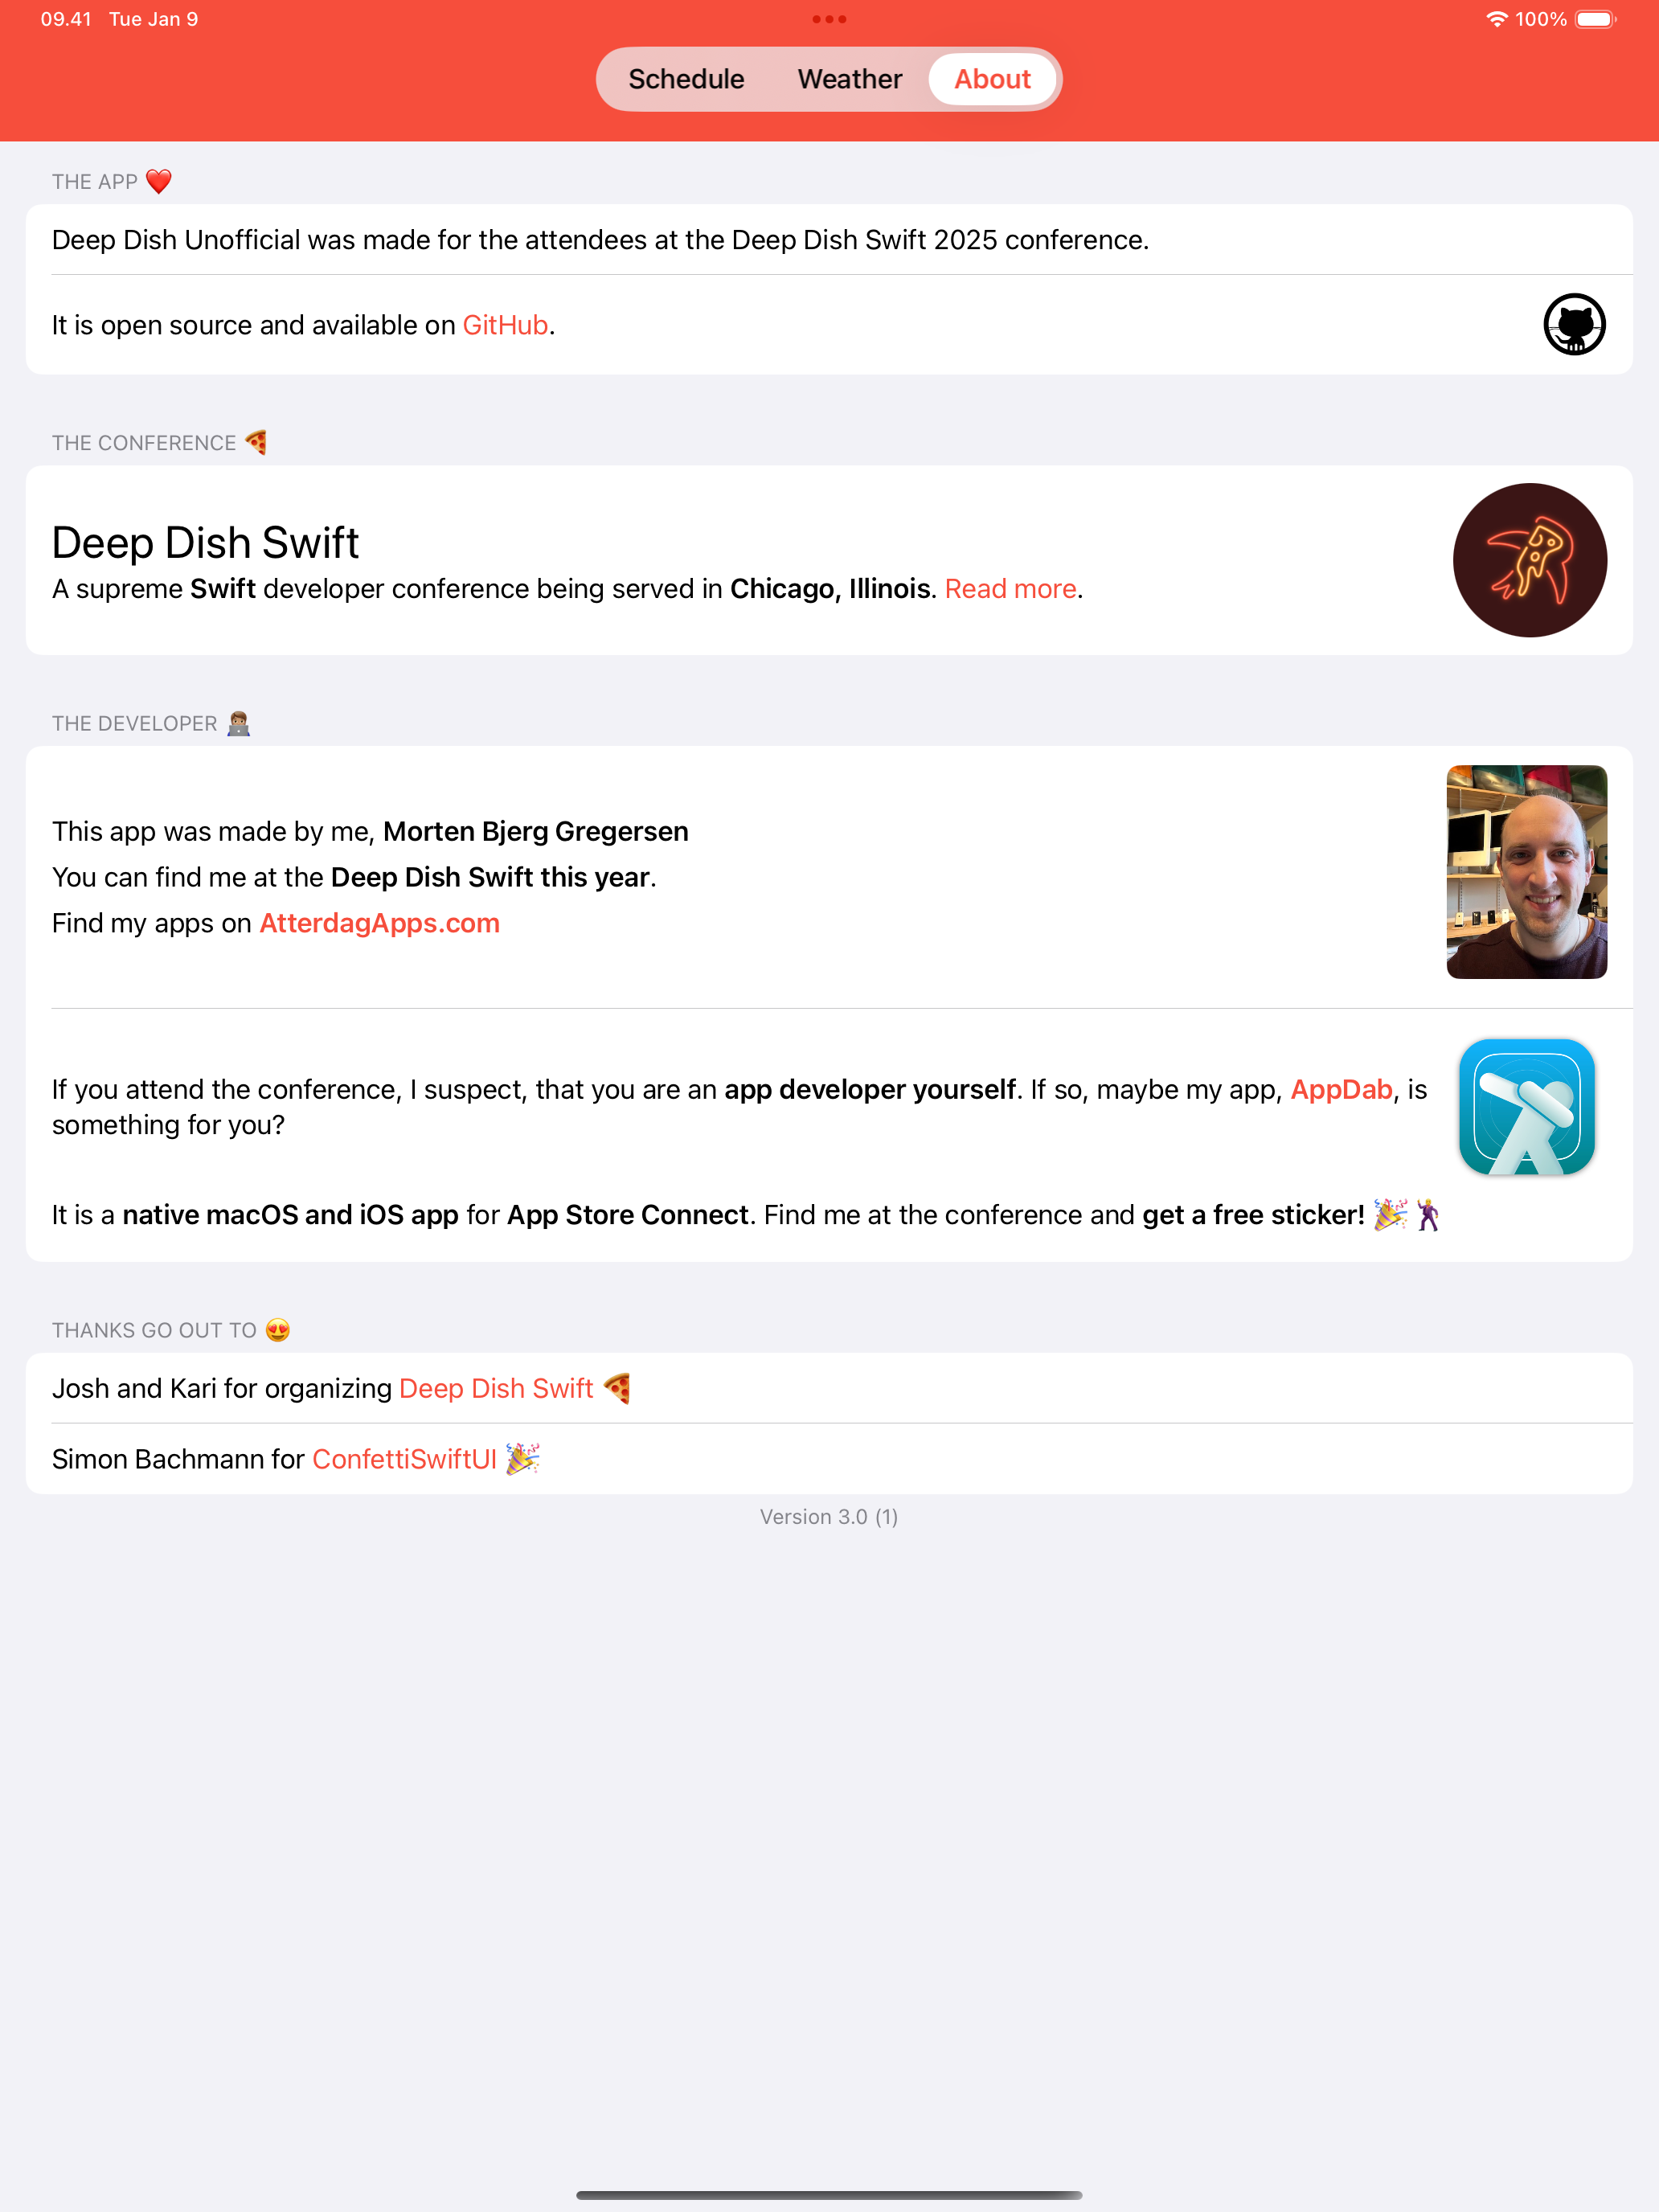 09.41 Tue Jan 9
100%
Schedule Weather About
THE APP ❤️
Deep Dish Unofficial was made for the attendees at the Deep Dish Swift 2025 conference.
It is open source and available on GitHub.
THE CONFERENCE 🍕
Deep Dish Swift
A supreme Swift developer conference being served in Chicago, Illinois. Read more.
THE DEVELOPER 👨🏽‍💻
This app was made by me, Morten Bjerg Gregersen
You can find me at the Deep Dish Swift this year.
Find my apps on AtterdagApps.com
If you attend the conference, I suspect, that you are an app developer yourself. If so, maybe my app, AppDab, is
something for you?
It is a native macOS and iOS app for App Store Connect. Find me at the conference and get a free sticker! 🎉🕺
THANKS GO OUT TO 😍
Josh and Kari for organizing Deep Dish Swift 🍕
Simon Bachmann for ConfettiSwiftUI 🎉
Version 3.0 (1)